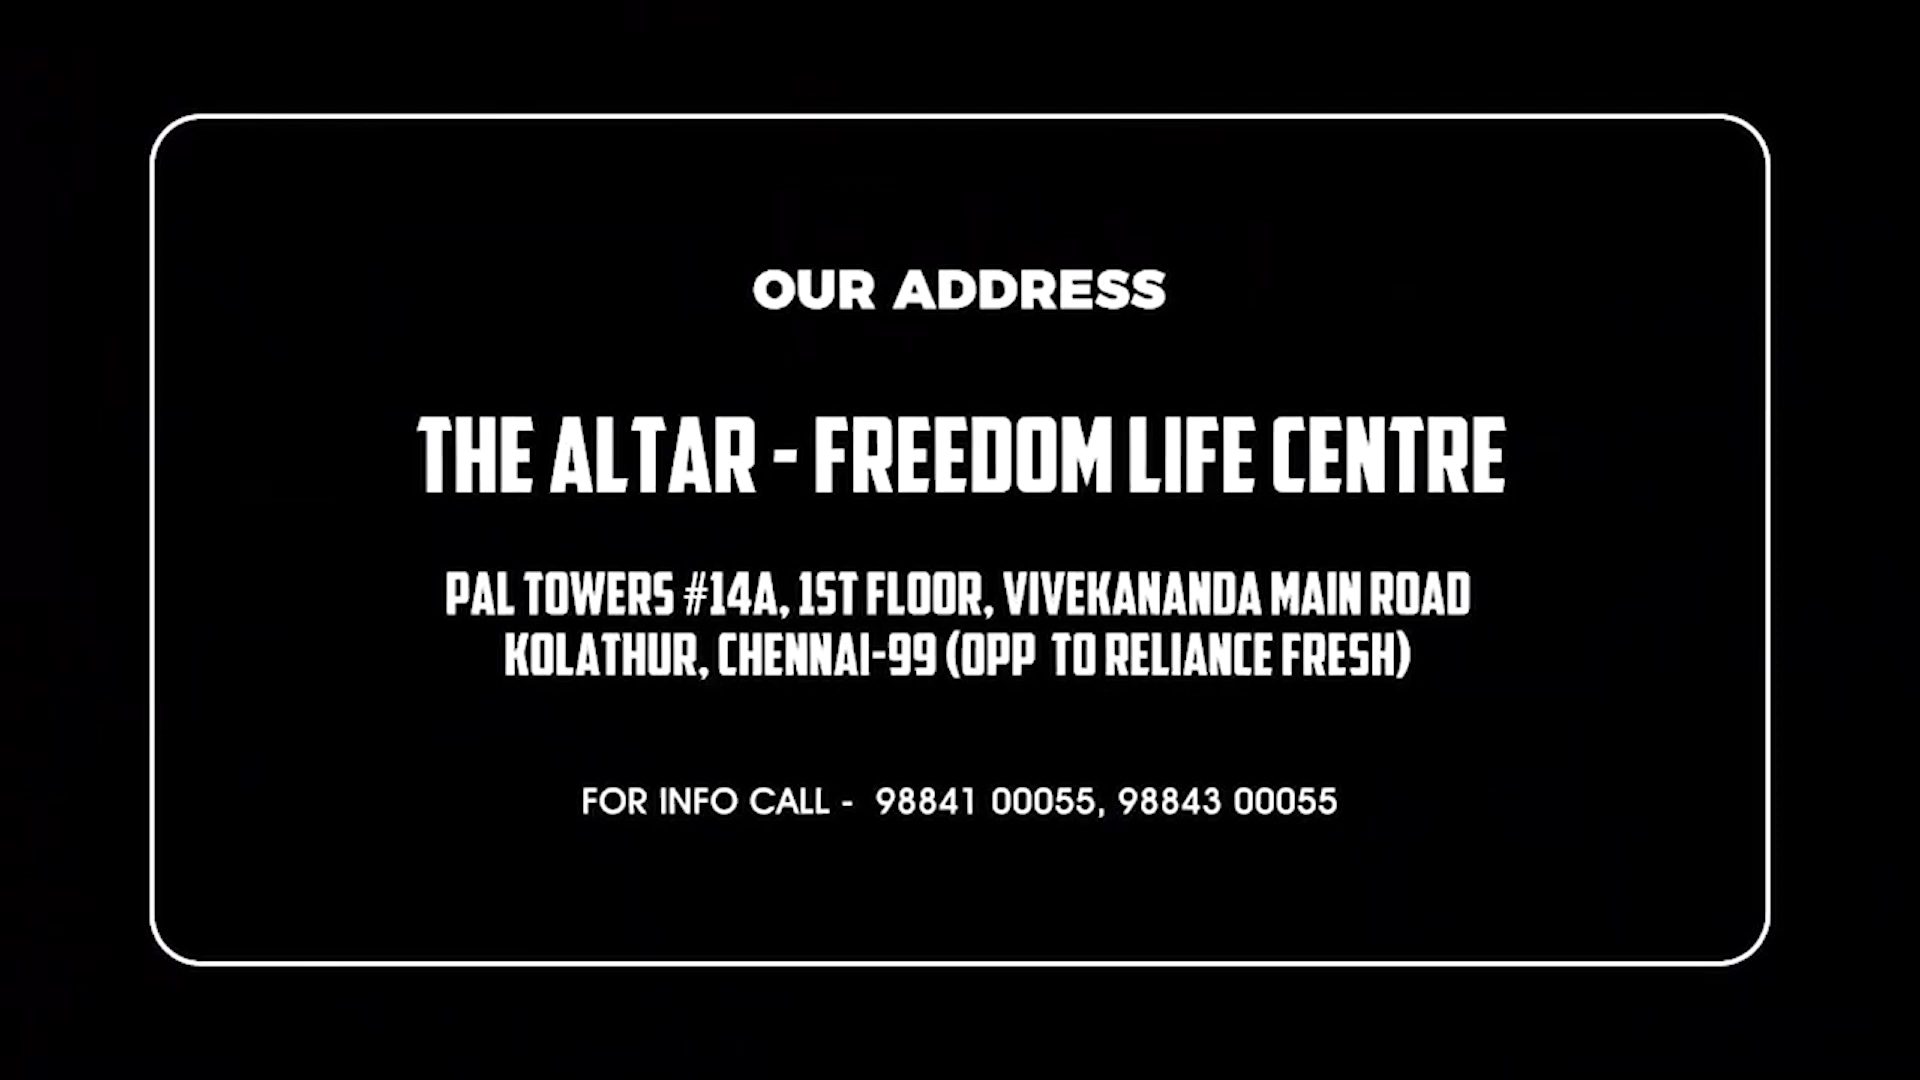 OUR ADDRESS
THE ALTAR - FREEDOM LIFE CENTRE
PAL TOWERS #14A, 1ST FLOOR, VIVEKANANDA MAIN ROAD
KOLATHUR, CHENNAI-99 (OPP TO RELIANCE FRESH)
FOR INFO CALL - 98841 00055, 98843 00055